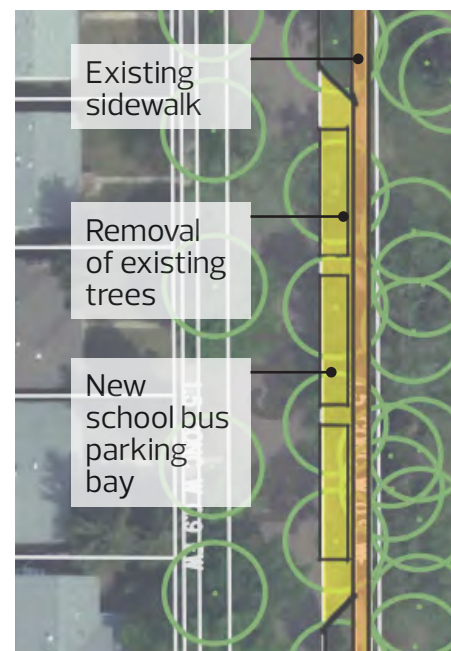 Existing
sidewalk
Removal
of existing
trees
New
school bus
parking
bay